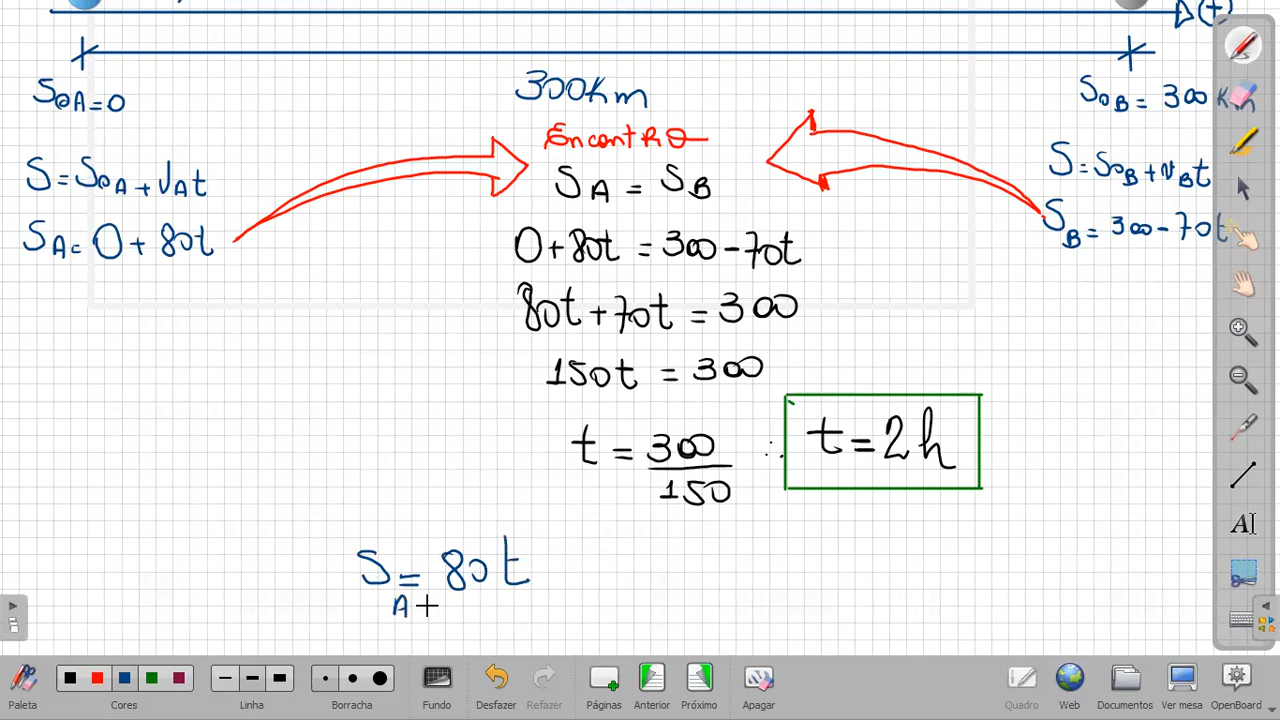 D (+)
300Km
S₀A=0
S₀B = 300 Km
EncontRO
S=S₀A+VAt
SA = SB
S=S₀B+VBt
SA= 0+80t
SB= 300-70t
0+80t = 300-70t
80t+70t = 300
150t = 300
t = 300/150 ∴ t=2h
SA = 80t
A
Paleta
Cores
Linha
Borracha
Fundo
Desfazer
Refazer
Páginas
Anterior
Próximo
Apagar
Quadro
Web
Documentos
Ver mesa
OpenBoard